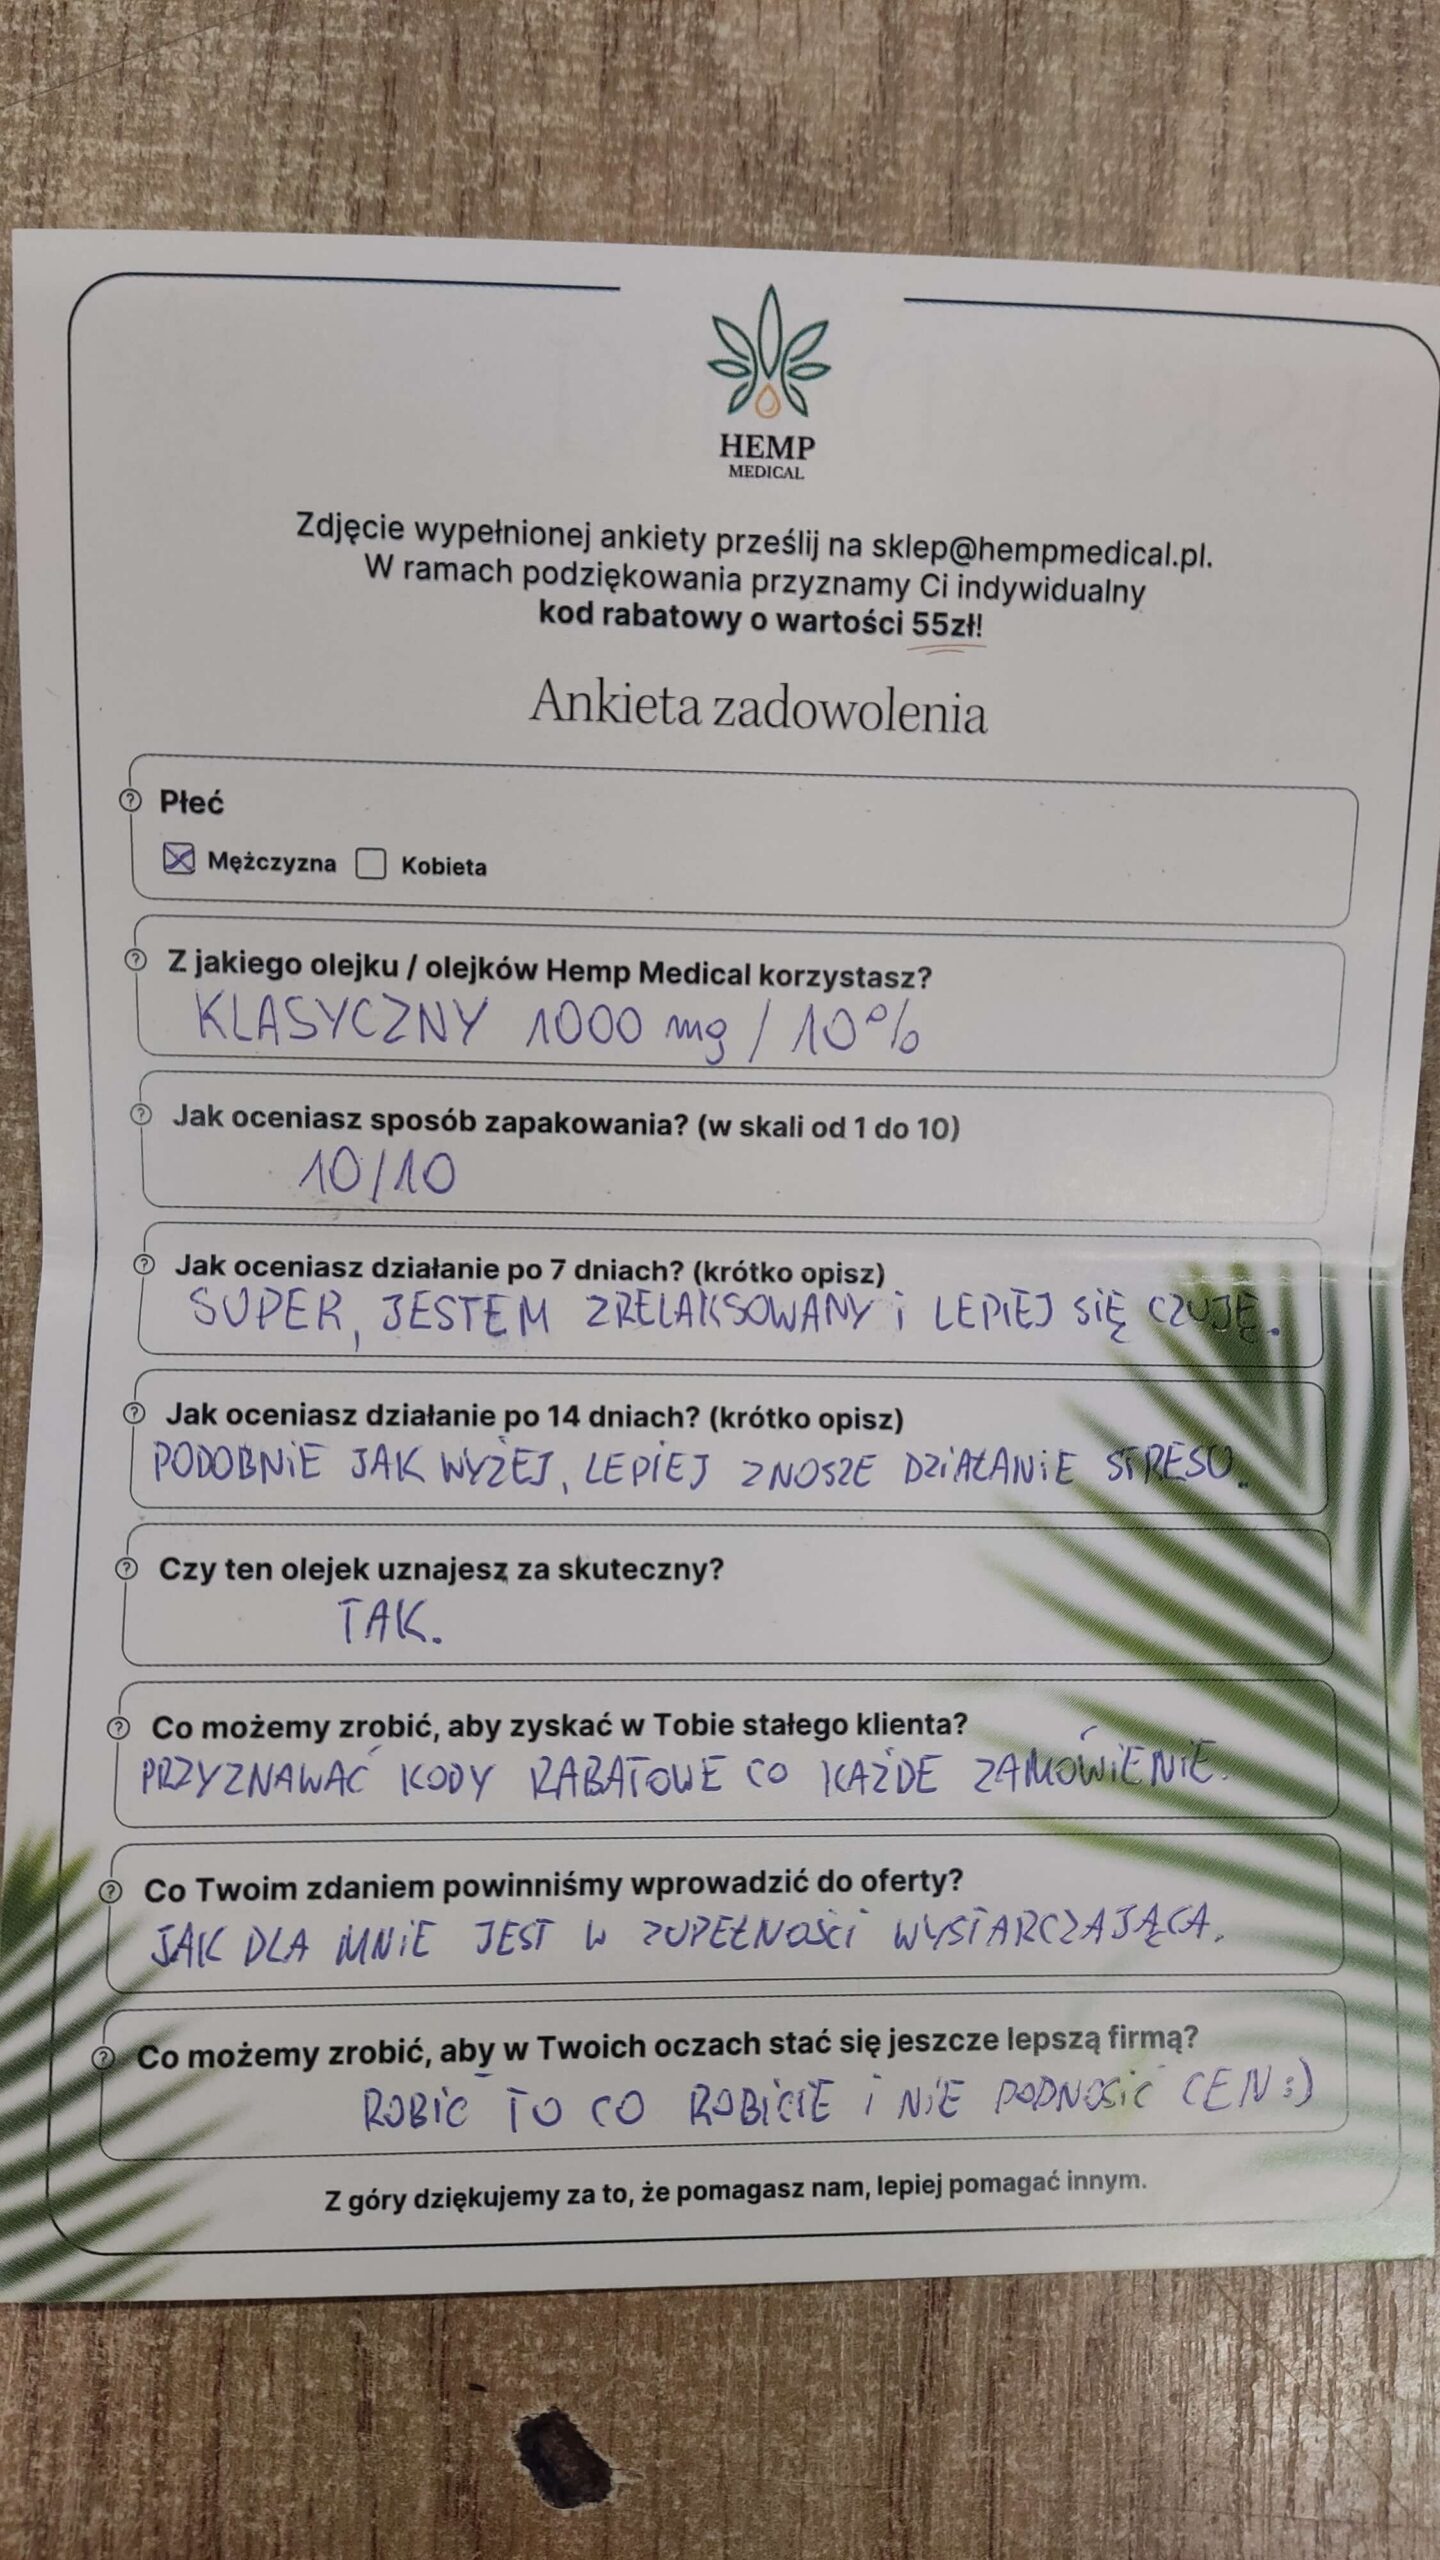 HEMP
MEDICAL
Zdjęcie wypełnionej ankiety prześlij na sklep@hempmedical.pl.
W ramach podziękowania przyznamy Ci indywidualny
kod rabatowy o wartości 55zł!
Ankieta zadowolenia
Płeć
Mężczyzna Kobieta
Z jakiego olejku / olejków Hemp Medical korzystasz?
KLASYCZNY 1000 mg / 10%
Jak oceniasz sposób zapakowania? (w skali od 1 do 10)
10/10
Jak oceniasz działanie po 7 dniach? (krótko opisz)
SUPER, JESTEM ZRELAKSOWANY i LEPIEJ SIĘ CZUJĘ.
Jak oceniasz działanie po 14 dniach? (krótko opisz)
PODOBNIE JAK WYŻEJ, LEPIEJ ZNOSZE DZIAŁANIE STRESU.
Czy ten olejek uznajesz za skuteczny?
TAK.
Co możemy zrobić, aby zyskać w Tobie stałego klienta?
PRZYZNAWAĆ KODY RABATOWE CO KAŻDE ZAMÓWIENIE.
Co Twoim zdaniem powinniśmy wprowadzić do oferty?
JAK DLA MNIE JEST W ZUPEŁNOŚCI WYSTARCZAJĄCA.
Co możemy zrobić, aby w Twoich oczach stać się jeszcze lepszą firmą?
ROBIĆ TO CO ROBICIE I NIE PODNOSIĆ CEN :)
Z góry dziękujemy za to, że pomagasz nam, lepiej pomagać innym.